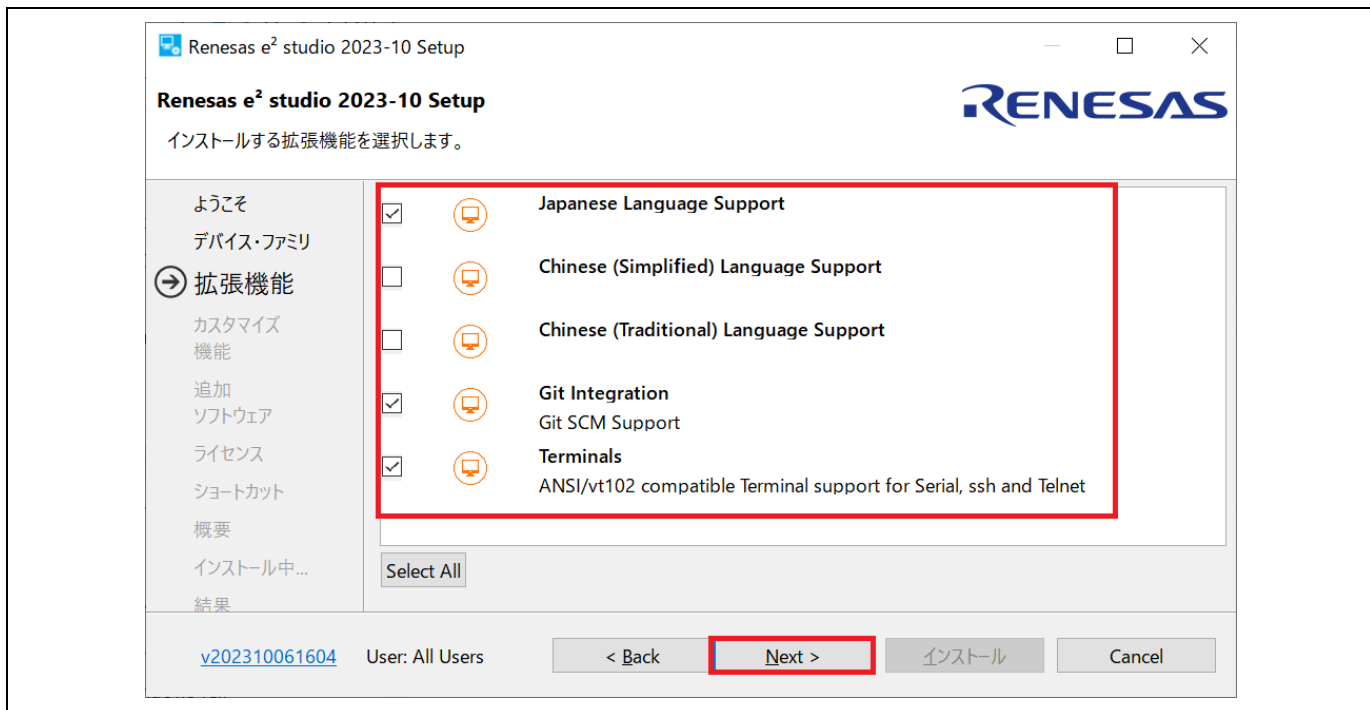 Renesas e² studio 2023-10 Setup
Renesas e² studio 2023-10 Setup
RENESAS
インストールする拡張機能を選択します。
ようこそ
デバイス・ファミリ
拡張機能
カスタマイズ
機能
追加
ソフトウェア
ライセンス
ショートカット
概要
インストール中...
結果
Japanese Language Support
Chinese (Simplified) Language Support
Chinese (Traditional) Language Support
Git Integration
Git SCM Support
Terminals
ANSI/vt102 compatible Terminal support for Serial, ssh and Telnet
Select All
v202310061604
User: All Users
< Back
Next >
インストール
Cancel